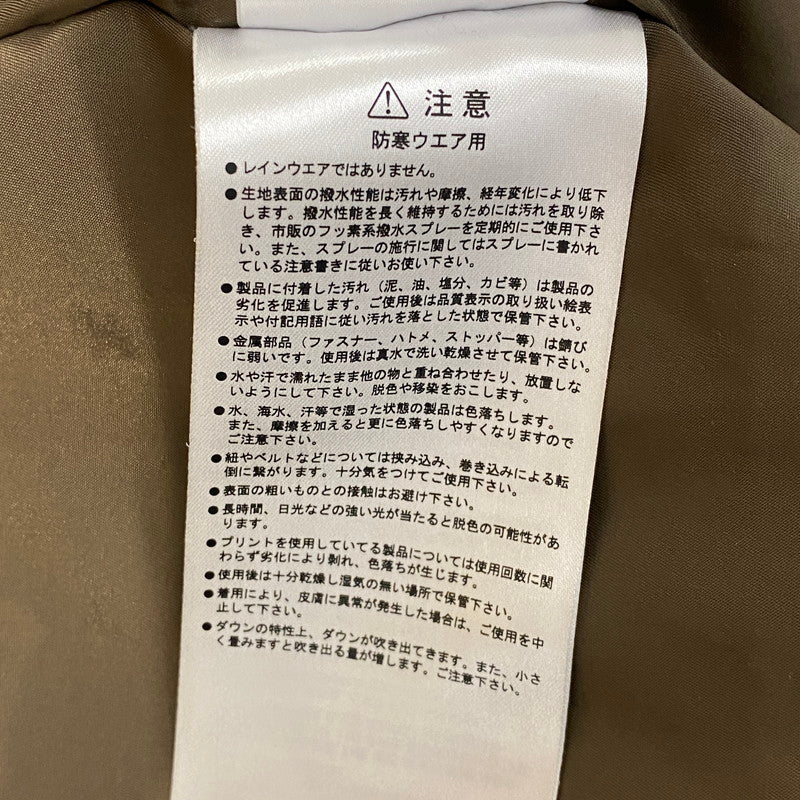 注意
防寒ウエア用
●レインウエアではありません。
●生地表面の撥水性能は汚れや摩擦、経年変化により低下
します。撥水性能を長く維持するためには汚れを取り除
き、市販のフッ素系撥水スプレーを定期的にご使用下さ
い。また、スプレーの施行に関してはスプレーに書かれ
ている注意書きに従いお使い下さい。
●製品に付着した汚れ（泥、油、塩分、カビ等）は製品の
劣化を促進します。ご使用後は品質表示の取り扱い絵表
示や付記用語に従い汚れを落とした状態で保管下さい。
●金属部品（ファスナー、ハトメ、ストッパー等）は錆び
に弱いです。使用後は真水で洗い乾燥させて保管下さい。
●水や汗で濡れたまま他の物と重ね合わせたり、放置しな
いようにして下さい。脱色や移染をおこします。
●水、海水、汗等で湿った状態の製品は色落ちします。
また、摩擦を加えると更に色落ちしやすくなりますので
ご注意下さい。
●紐やベルトなどについては挟み込み、巻き込みによる転
倒に繋がります。十分気をつけてご使用下さい。
●表面の粗いものとの接触はお避け下さい。
●長時間、日光などの強い光が当たると脱色の可能性があ
ります。
●プリントを使用している製品については使用回数に関
わらず劣化により剥れ、色落ちが生じます。
●使用後は十分乾燥し湿気の無い場所で保管下さい。
●着用により、皮膚に異常が発生した場合は、ご使用を中
止して下さい。
●ダウンの特性上、ダウンが吹き出てきます。また、小さ
く畳みますと吹き出る量が増します。ご注意下さい。